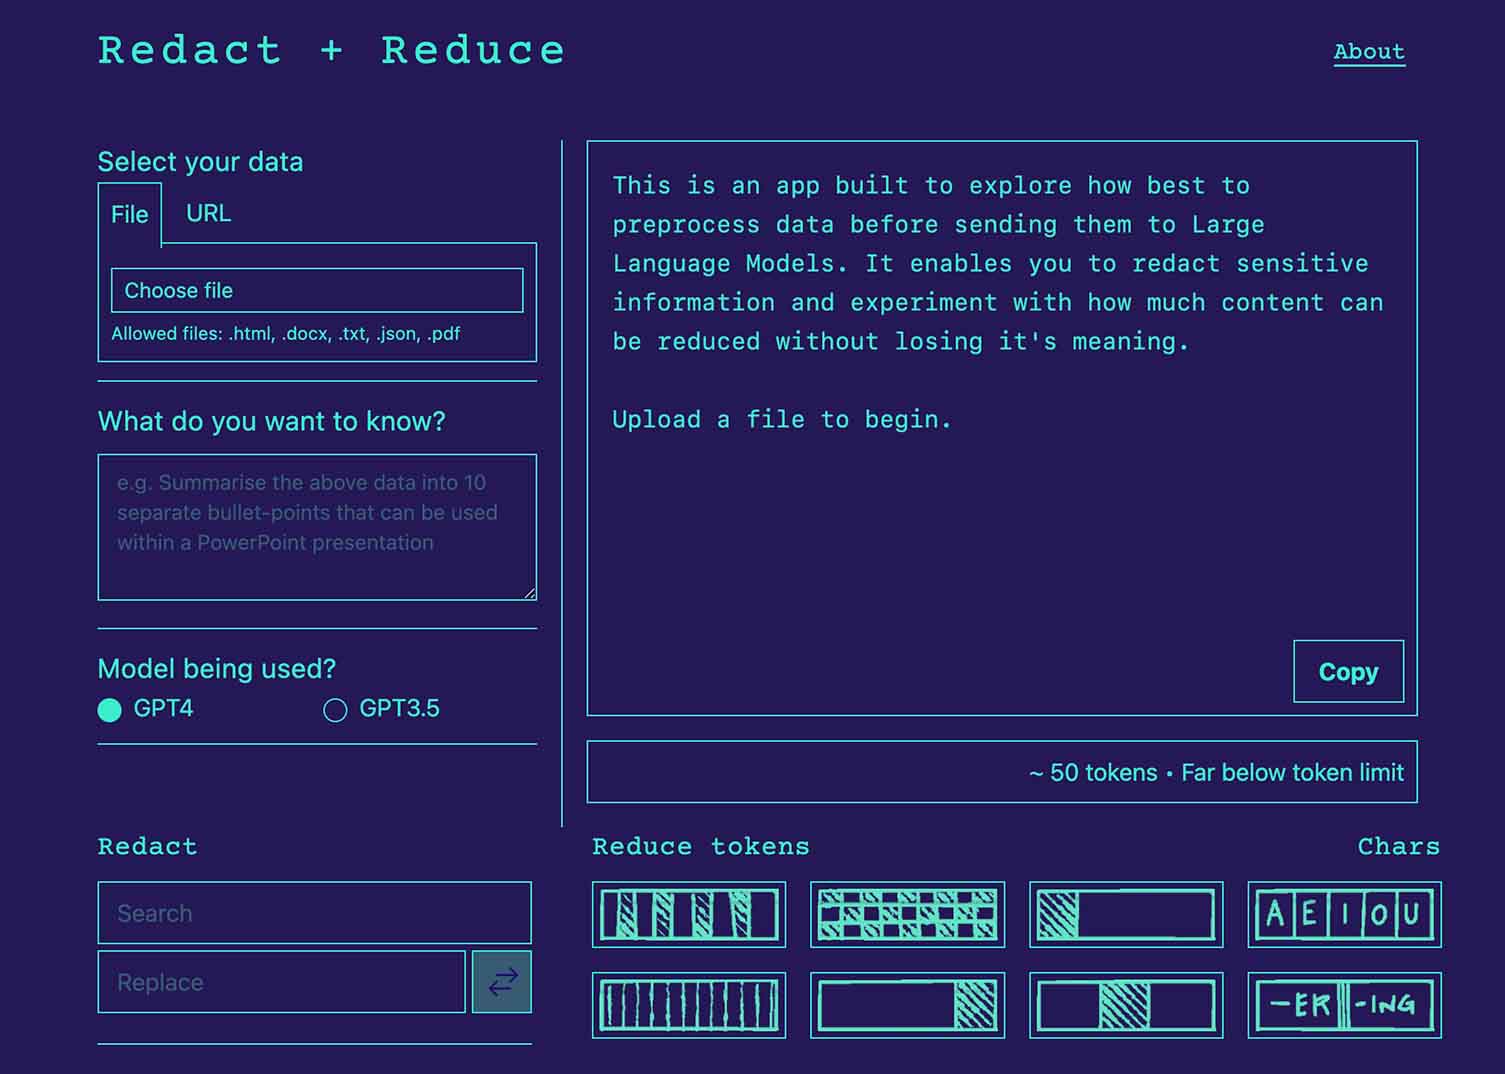 Redact + Reduce
About
Select your data
File
URL
Choose file
Allowed files: .html, .docx, .txt, .json, .pdf
What do you want to know?
e.g. Summarise the above data into 10
separate bullet-points that can be used
within a PowerPoint presentation
Model being used?
GPT4
GPT3.5
This is an app built to explore how best to
preprocess data before sending them to Large
Language Models. It enables you to redact sensitive
information and experiment with how much content can
be reduced without losing it's meaning.
Upload a file to begin.
Copy
~ 50 tokens • Far below token limit
Redact
Search
Replace
Reduce tokens
Chars
A E I O U
-ER -ING